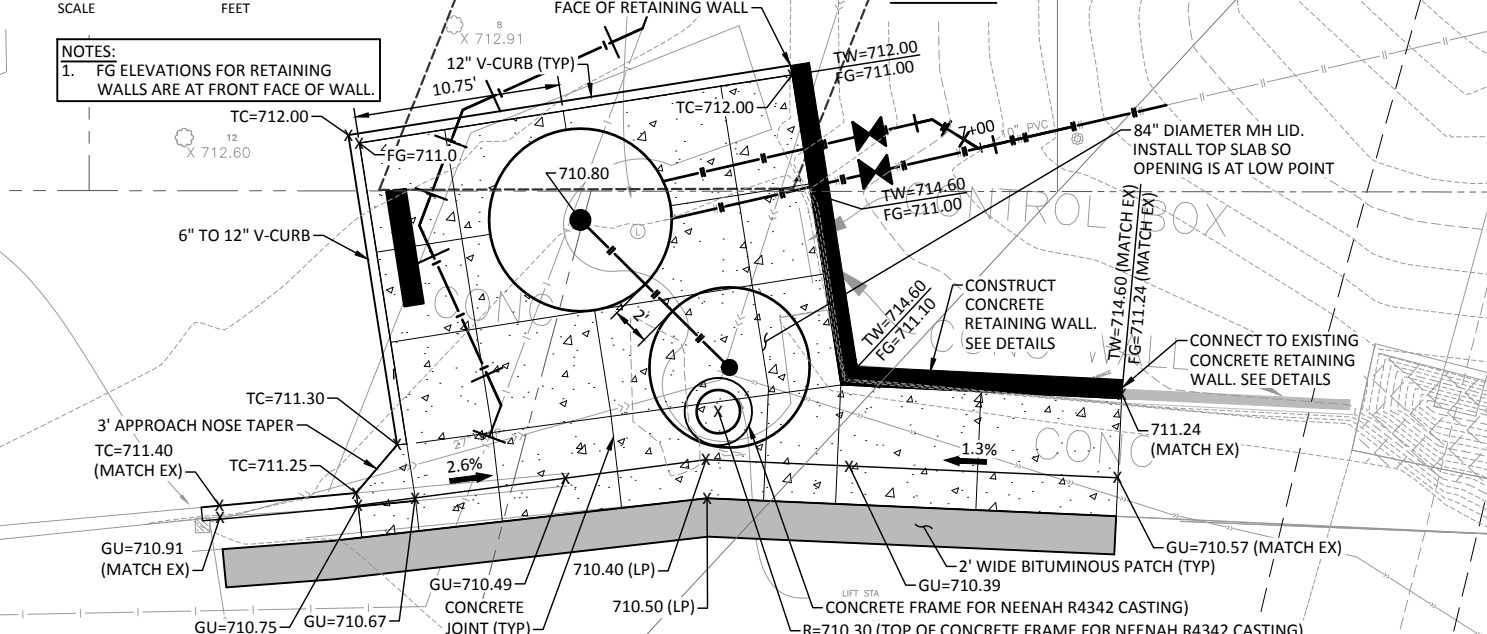 SCALE FEET
FACE OF RETAINING WALL
NOTES:
1. FG ELEVATIONS FOR RETAINING
WALLS ARE AT FRONT FACE OF WALL.
8
X 712.91
12" V-CURB (TYP)
10.75'
TW=712.00
FG=711.00
TC=712.00
TC=712.00
FG=711.0
12
X 712.60
7+00
10" PVC
84" DIAMETER MH LID.
INSTALL TOP SLAB SO
OPENING IS AT LOW POINT
710.80
TW=714.60
FG=711.00
CONTROL BOX
6" TO 12" V-CURB
L
CONC
2'
TW=714.60
FG=711.10
CONSTRUCT
CONCRETE
RETAINING WALL.
SEE DETAILS
TW=714.60 (MATCH EX)
FG=711.24 (MATCH EX)
CONNECT TO EXISTING
CONCRETE RETAINING
WALL. SEE DETAILS
TC=711.30
3' APPROACH NOSE TAPER
TC=711.40
(MATCH EX)
TC=711.25
2.6%
X
1.3%
CONC
711.24
(MATCH EX)
GU=710.91
(MATCH EX)
GU=710.75
GU=710.67
GU=710.49
CONCRETE
JOINT (TYP)
710.40 (LP)
710.50 (LP)
LIFT STA
GU=710.39
2' WIDE BITUMINOUS PATCH (TYP)
GU=710.57 (MATCH EX)
CONCRETE FRAME FOR NEENAH R4342 CASTING)
R=710.30 (TOP OF CONCRETE FRAME FOR NEENAH R4342 CASTING)